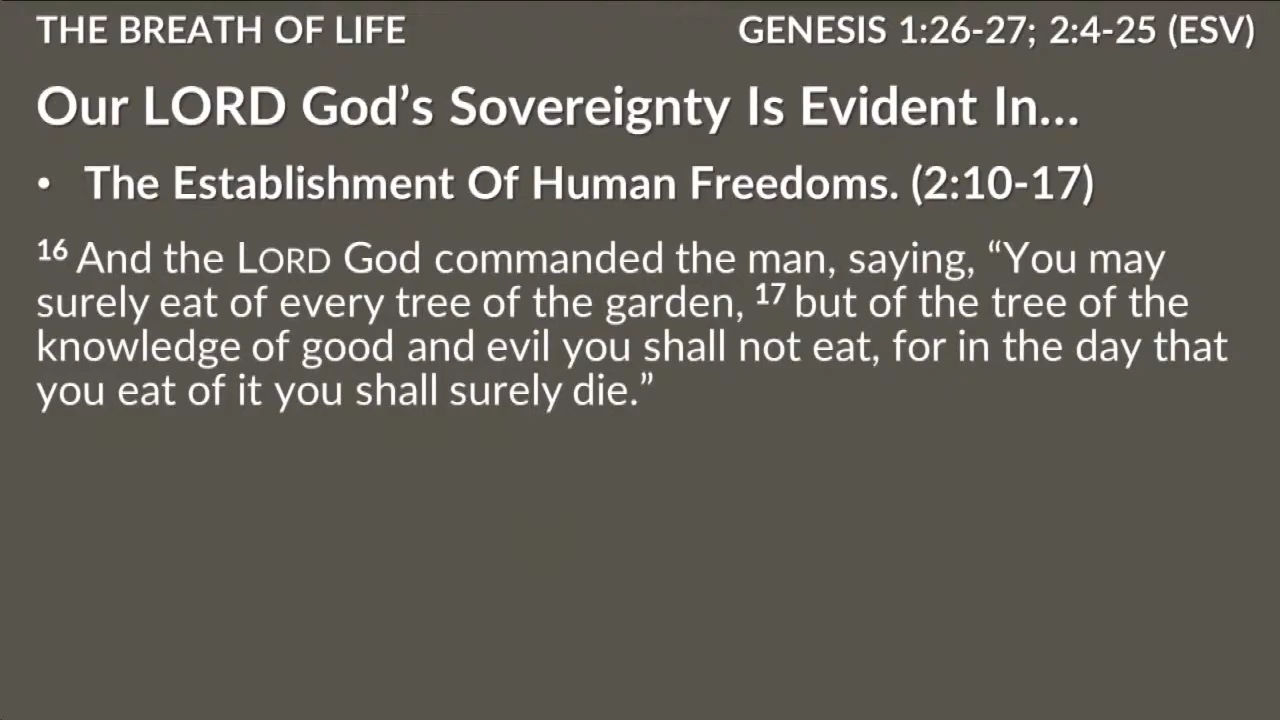 THE BREATH OF LIFE GENESIS 1:26-27; 2:4-25 (ESV)
Our LORD God’s Sovereignty Is Evident In...
• The Establishment Of Human Freedoms. (2:10-17)
16 And the LORD God commanded the man, saying, “You may
surely eat of every tree of the garden, 17 but of the tree of the
knowledge of good and evil you shall not eat, for in the day that
you eat of it you shall surely die.”